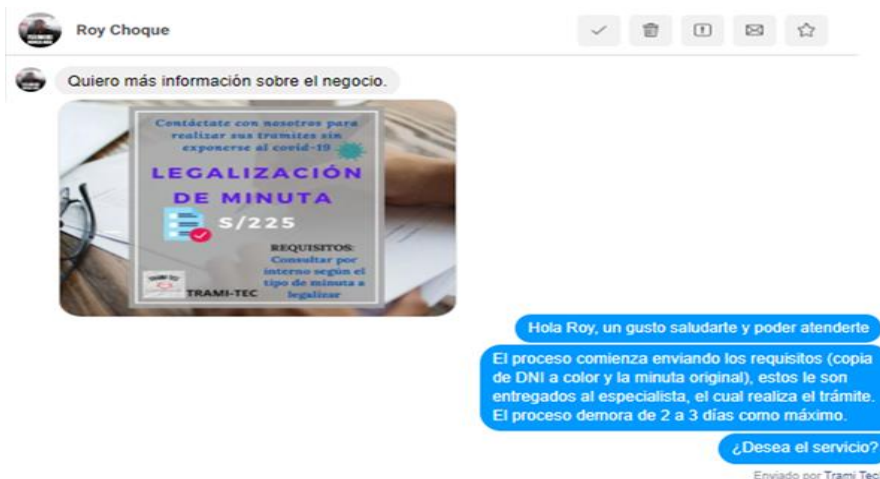 Roy Choque
Quiero más información sobre el negocio.
Contáctate con nosotros para
realizar sus tramites sin
exponerse al covid-19
LEGALIZACIÓN
DE MINUTA
S/225
REQUISITOS:
Consultar por
interno según el
tipo de minuta a
legalizar
TRAMI-TEC
Hola Roy, un gusto saludarte y poder atenderte
El proceso comienza enviando los requisitos (copia
de DNI a color y la minuta original), estos le son
entregados al especialista, el cual realiza el trámite.
El proceso demora de 2 a 3 días como máximo.
¿Desea el servicio?
Enviado por Trami Tec